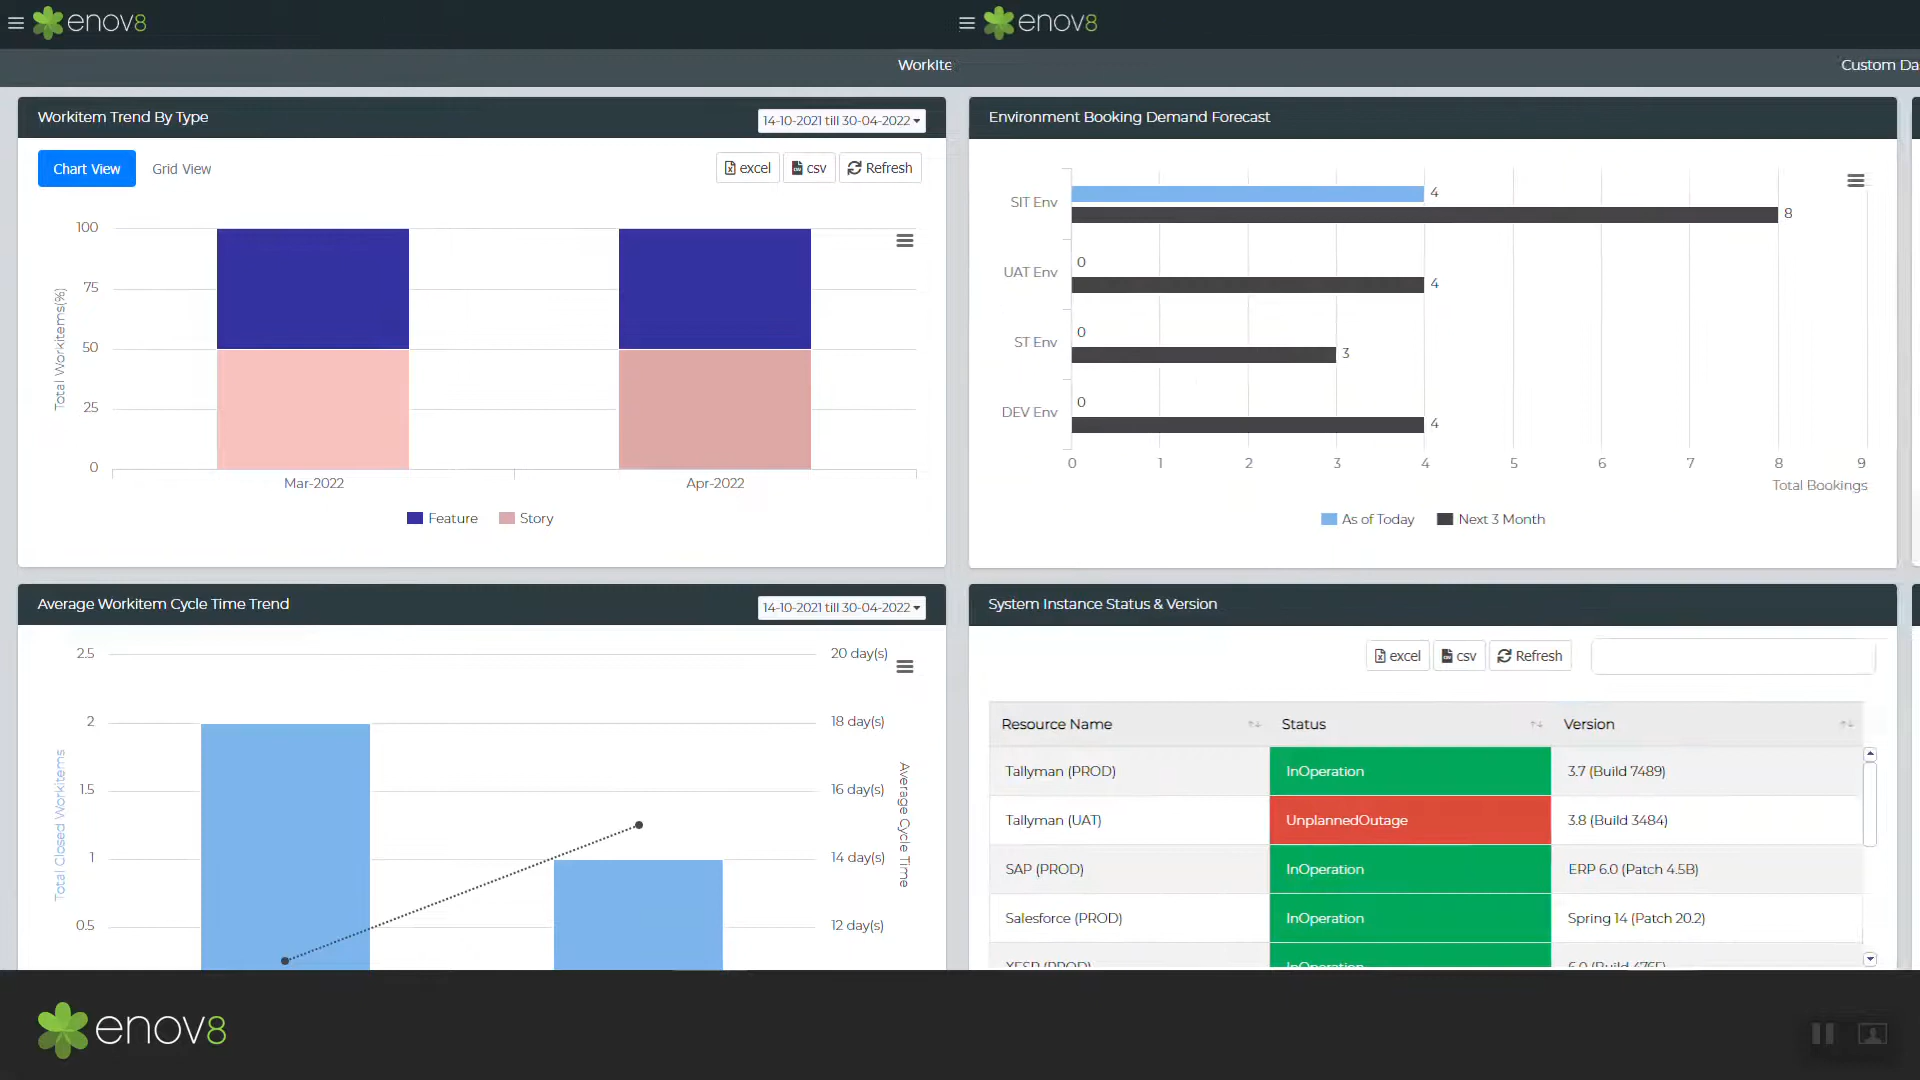 enov8
enov8
WorkIte
Custom Da
Workitem Trend By Type
14-10-2021 till 30-04-2022
Chart View
Grid View
excel
csv
Refresh
100
75
50
25
0
Total Workitems(%)
Mar-2022
Apr-2022
Feature
Story
Environment Booking Demand Forecast
SIT Env
4
8
UAT Env
0
4
ST Env
0
3
DEV Env
0
4
0 1 2 3 4 5 6 7 8 9
Total Bookings
As of Today
Next 3 Month
Average Workitem Cycle Time Trend
14-10-2021 till 30-04-2022
2.5
2
1.5
1
0.5
Total Closed Workitems
20 day(s)
18 day(s)
16 day(s)
14 day(s)
12 day(s)
Average Cycle Time
System Instance Status & Version
excel
csv
Refresh
Resource Name Status Version
Tallyman (PROD) InOperation 3.7 (Build 7489)
Tallyman (UAT) UnplannedOutage 3.8 (Build 3484)
SAP (PROD) InOperation ERP 6.0 (Patch 4.5B)
Salesforce (PROD) InOperation Spring 14 (Patch 20.2)
(PROD) InOperation
enov8